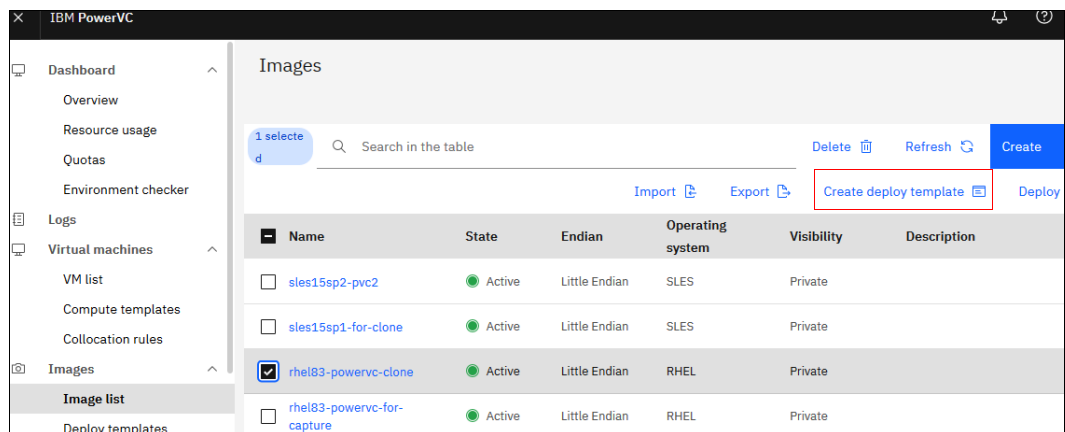 IBM PowerVC
Dashboard
Overview
Resource usage
Quotas
Environment checker
Logs
Virtual machines
VM list
Compute templates
Collocation rules
Images
Image list
Deploy templates
Images
1 selecte
d
Search in the table
Delete
Refresh
Create
Import
Export
Create deploy template
Deploy
Name State Endian Operating system Visibility Description
sles15sp2-pvc2 Active Little Endian SLES Private
sles15sp1-for-clone Active Little Endian SLES Private
rhel83-powervc-clone Active Little Endian RHEL Private
rhel83-powervc-for-
capture Active Little Endian RHEL Private